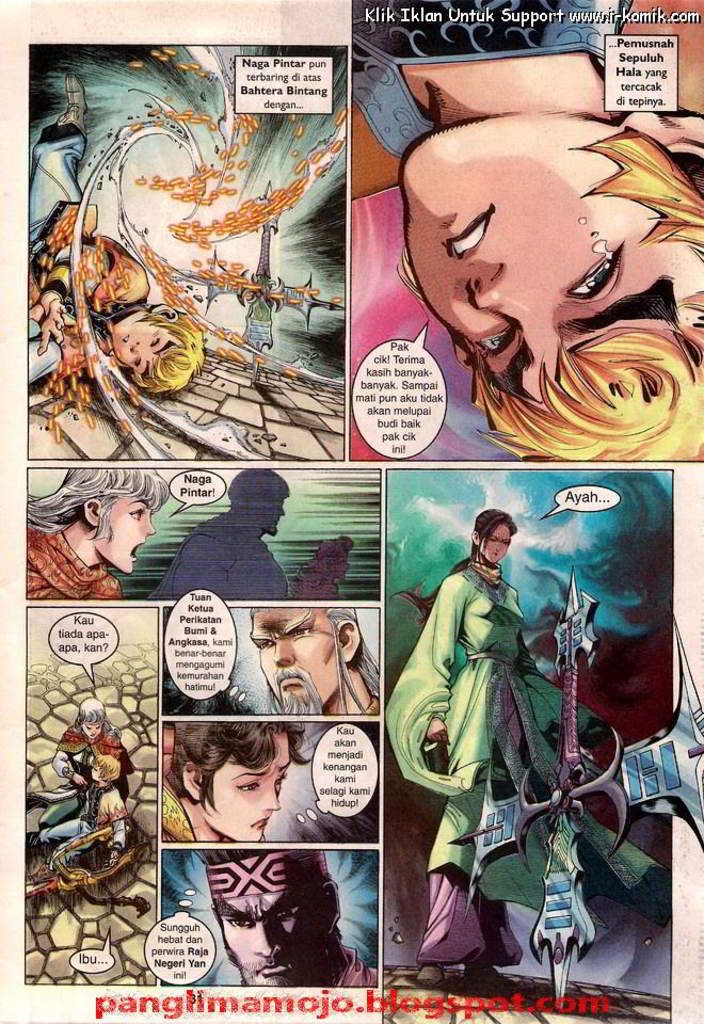 Klik Iklan Untuk Support www.i-komik.com
Naga Pintar pun
terbaring di atas
Bahtera Bintang
dengan...
...Pemusnah
Sepuluh
Hala yang
tercacak
di tepinya.
Pak
cik! Terima
kasih banyak-
banyak. Sampai
mati pun aku tidak
akan melupai
budi baik
pak cik
ini!
Naga
Pintar!
Kau
tiada apa-
apa, kan?
Ibu...
Tuan
Ketua
Perikatan
Bumi &
Angkasa, kami
benar-benar
mengagumi
kemurahan
hatimu!
Kau
akan
menjadi
kenangan
kami
selagi kami
hidup!
Sungguh
hebat dan
perwira Raja
Negeri Yan
ini!
Ayah...
panglimamojo.blogspot.com